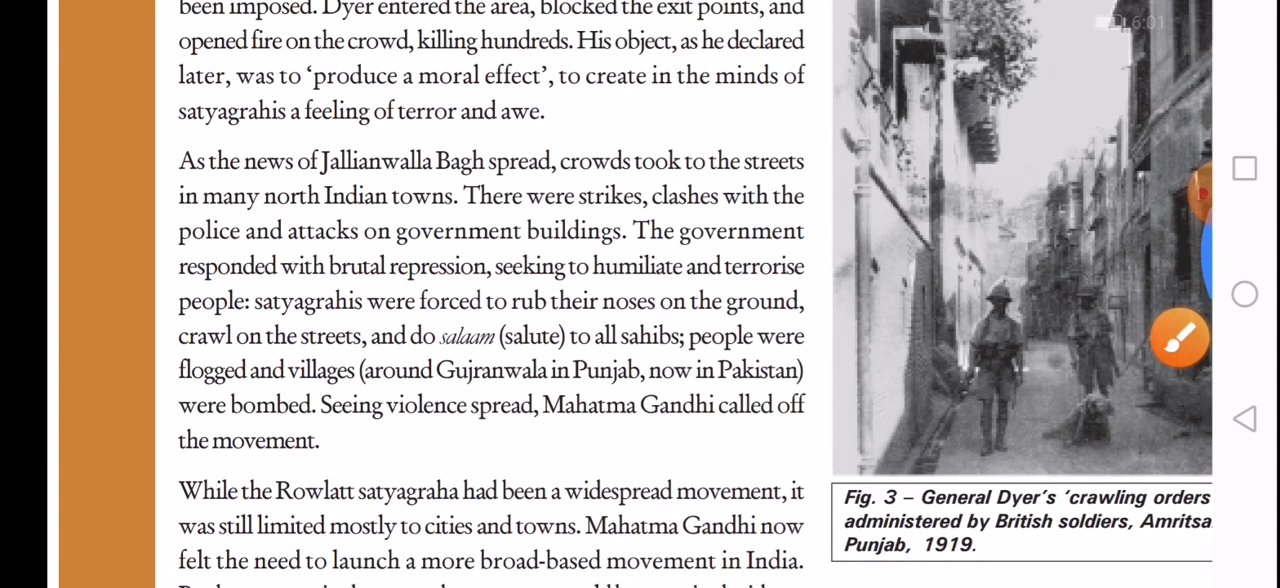 been imposed. Dyer entered the area, blocked the exit points, and
opened fire on the crowd, killing hundreds. His object, as he declared
later, was to ‘produce a moral effect’, to create in the minds of
satyagrahis a feeling of terror and awe.
As the news of Jallianwalla Bagh spread, crowds took to the streets
in many north Indian towns. There were strikes, clashes with the
police and attacks on government buildings. The government
responded with brutal repression, seeking to humiliate and terrorise
people: satyagrahis were forced to rub their noses on the ground,
crawl on the streets, and do salaam (salute) to all sahibs; people were
flogged and villages (around Gujranwala in Punjab, now in Pakistan)
were bombed. Seeing violence spread, Mahatma Gandhi called off
the movement.
While the Rowlatt satyagraha had been a widespread movement, it
was still limited mostly to cities and towns. Mahatma Gandhi now
felt the need to launch a more broad-based movement in India.
6:01
Fig. 3 – General Dyer’s ‘crawling orders
administered by British soldiers, Amritsa
Punjab, 1919.